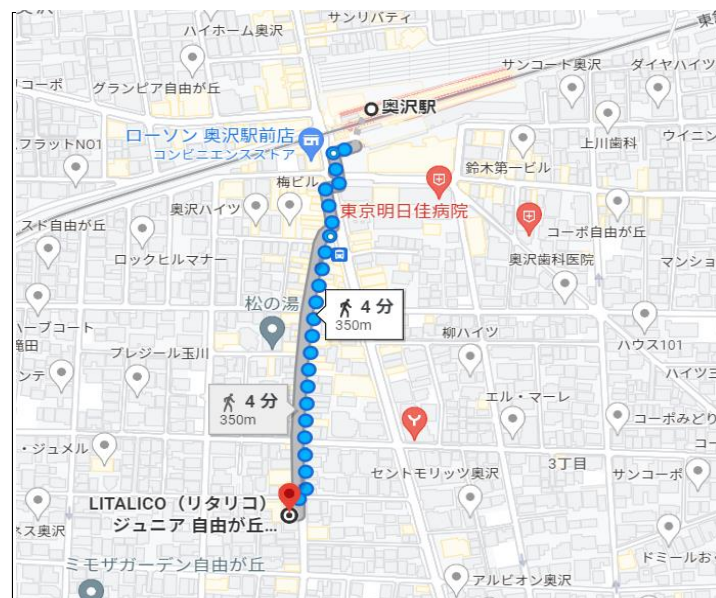 サンリバティ
ハイホーム奥沢
サンコート奥沢
ダイヤハイツ
グランピア自由が丘
奥沢駅
ローソン 奥沢駅前店
コンビニエンスストア
上川歯科
ウイニン
フラットNO1
鈴木第一ビル
梅ビル
東京明日佳病院
奥沢ハイツ
コーポ自由が丘
スド自由が丘
ロックヒルマナー
奥沢歯科医院
マンショ
松の湯
4 分
350m
ハーブコート
滝田
プレジール玉川
柳ハイツ
ハウス101
ンテ
ハイツ三
4 分
350m
エル・マーレ
コーポみどり
・ジュメル
セントモリッツ奥沢
3丁目
サンコーポ
LITALICO（リタリコ）
ジュニア 自由が丘...
ネス奥沢
ミモザガーデン自由が丘
アルビオン奥沢
ドミールお